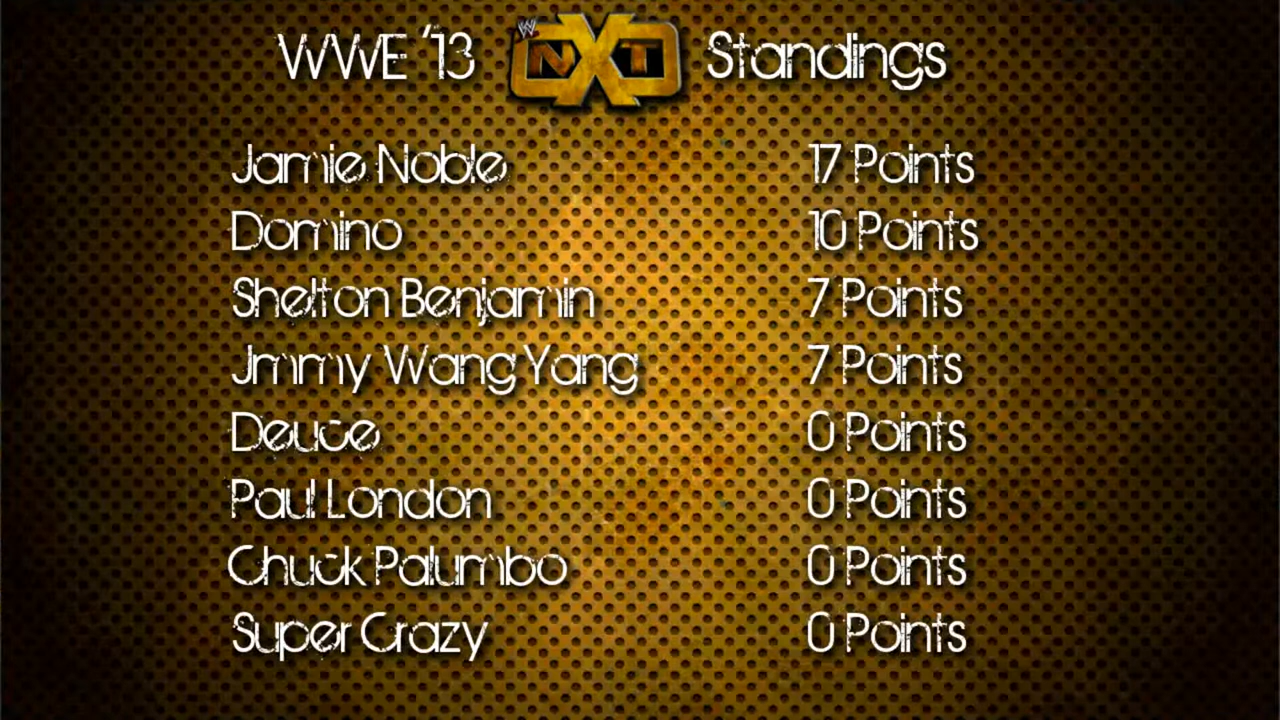 WWE '13 W NXT Standings
Jamie Noble 17 Points
Domino 10 Points
Shelton Benjamin 7 Points
Jimmy Wang Yang 7 Points
Deuce 0 Points
Paul London 0 Points
Chuck Palumbo 0 Points
Super Crazy 0 Points